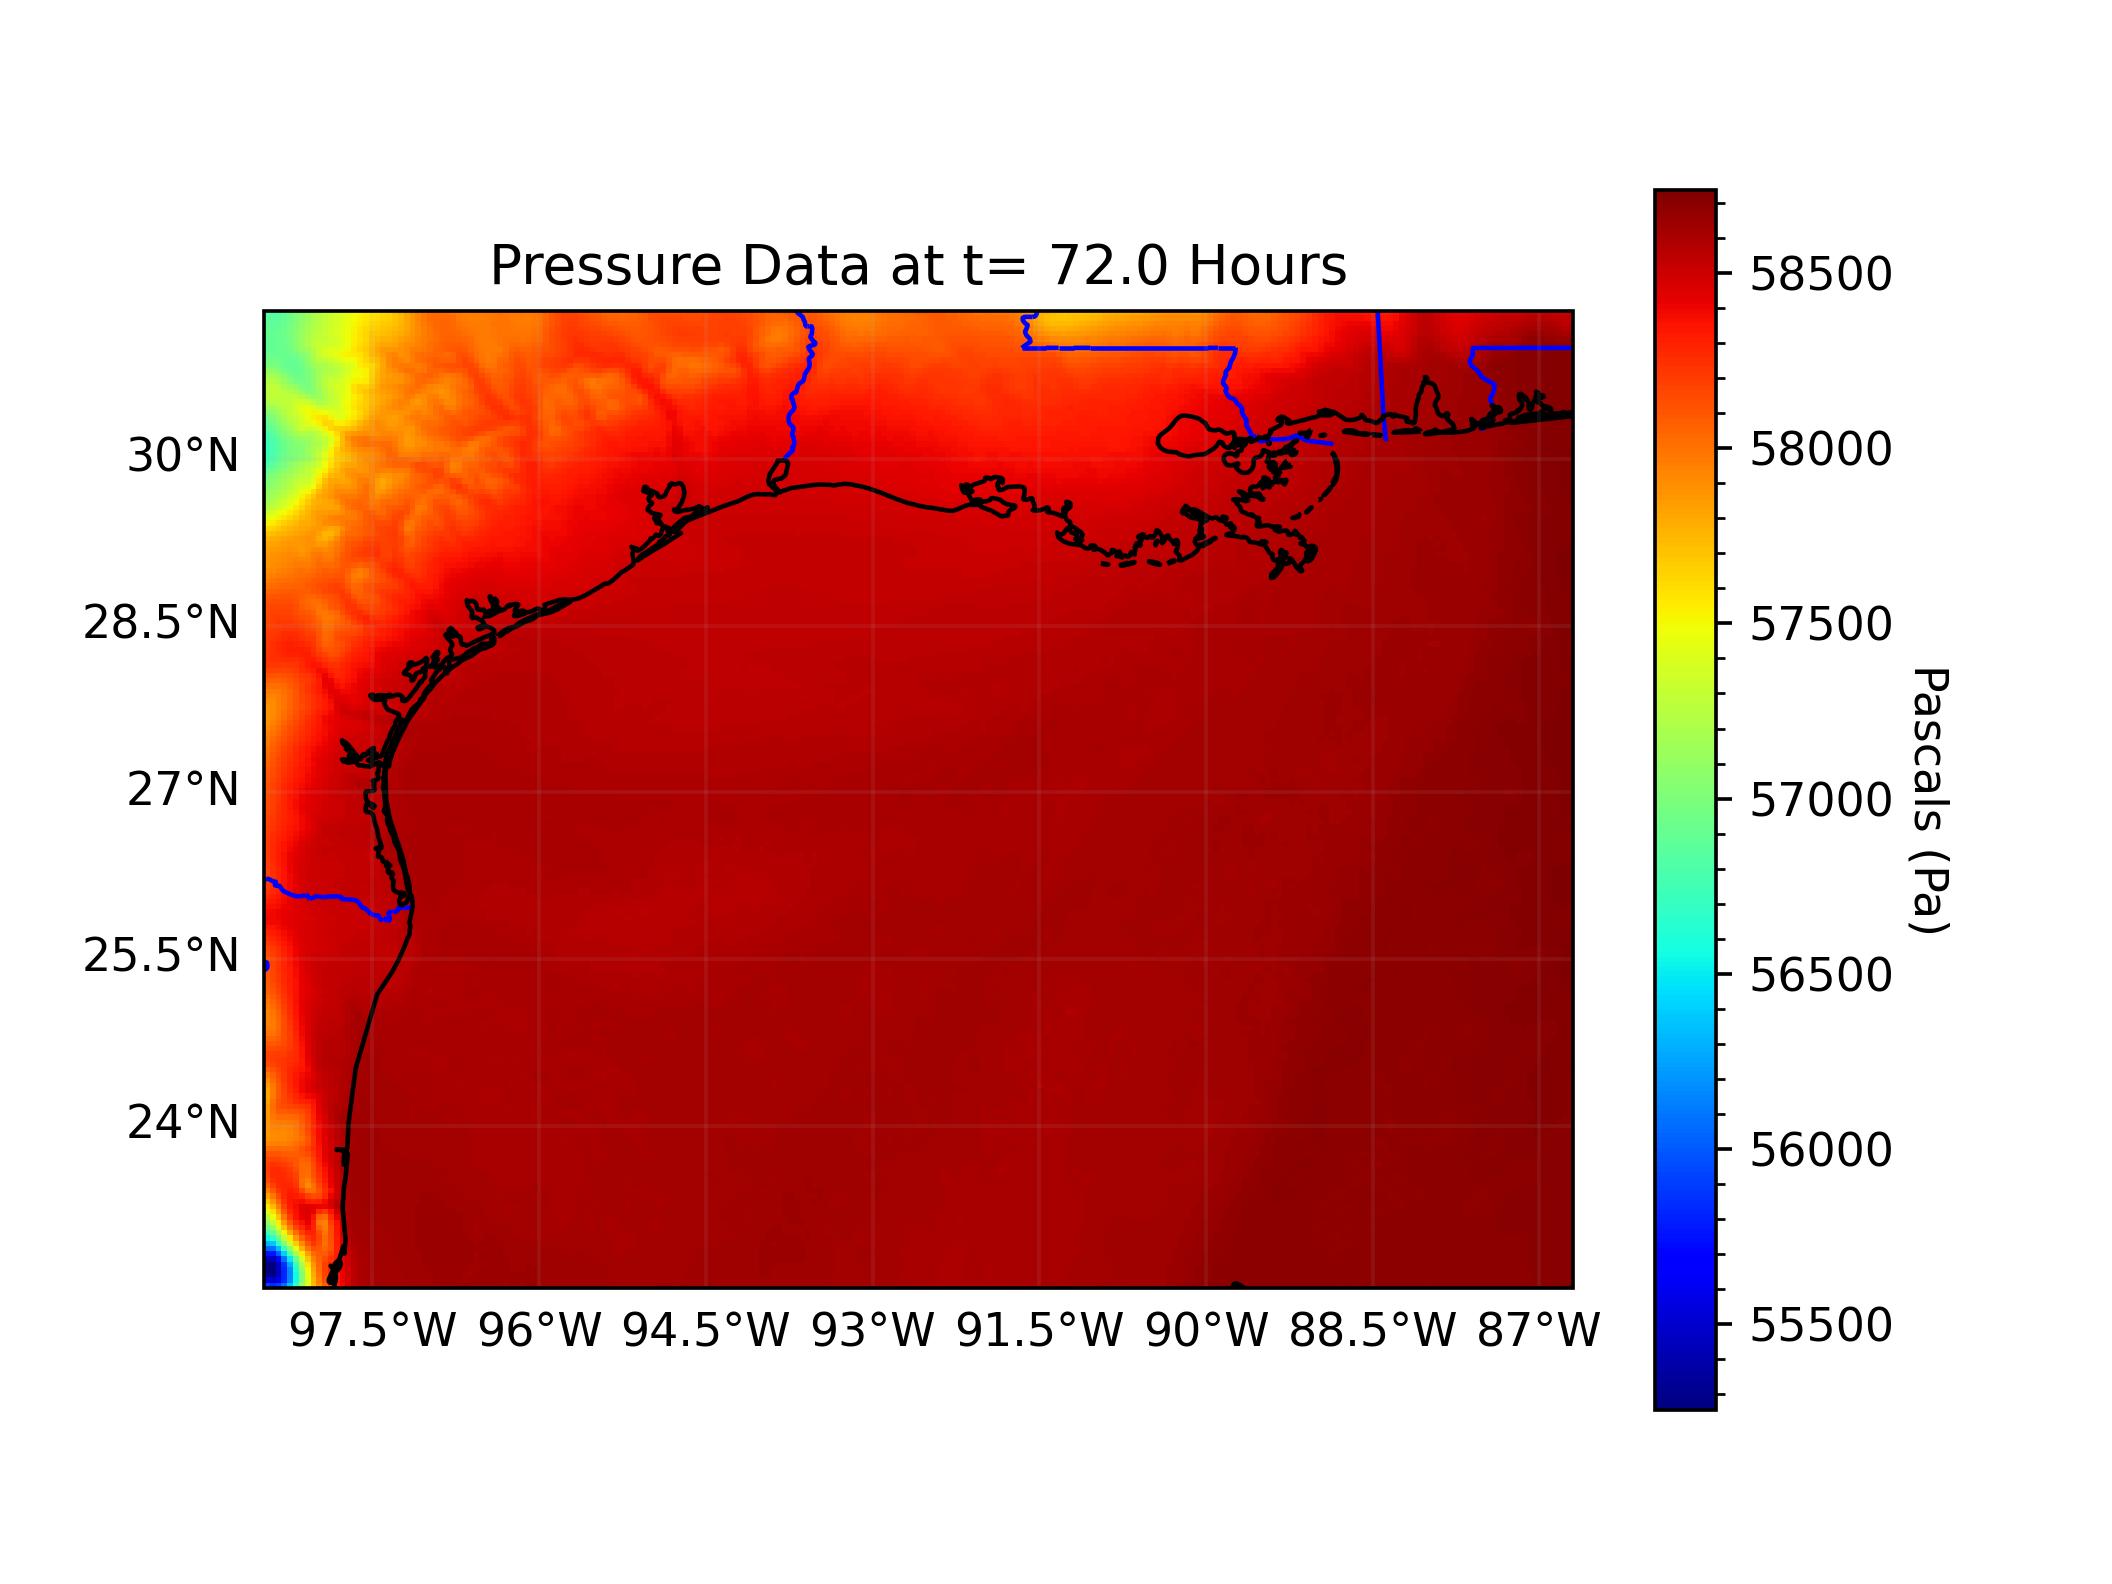 Pressure Data at t= 72.0 Hours
30°N
28.5°N
27°N
25.5°N
24°N
97.5°W 96°W 94.5°W 93°W 91.5°W 90°W 88.5°W 87°W
58500
58000
57500
57000
56500
56000
55500
Pascals (Pa)